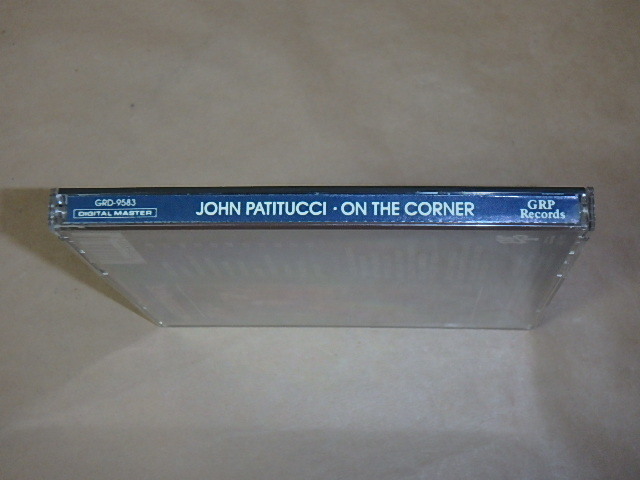 GRD-9583
DIGITAL MASTER
JOHN PATITUCCI · ON THE CORNER
GRP
Records